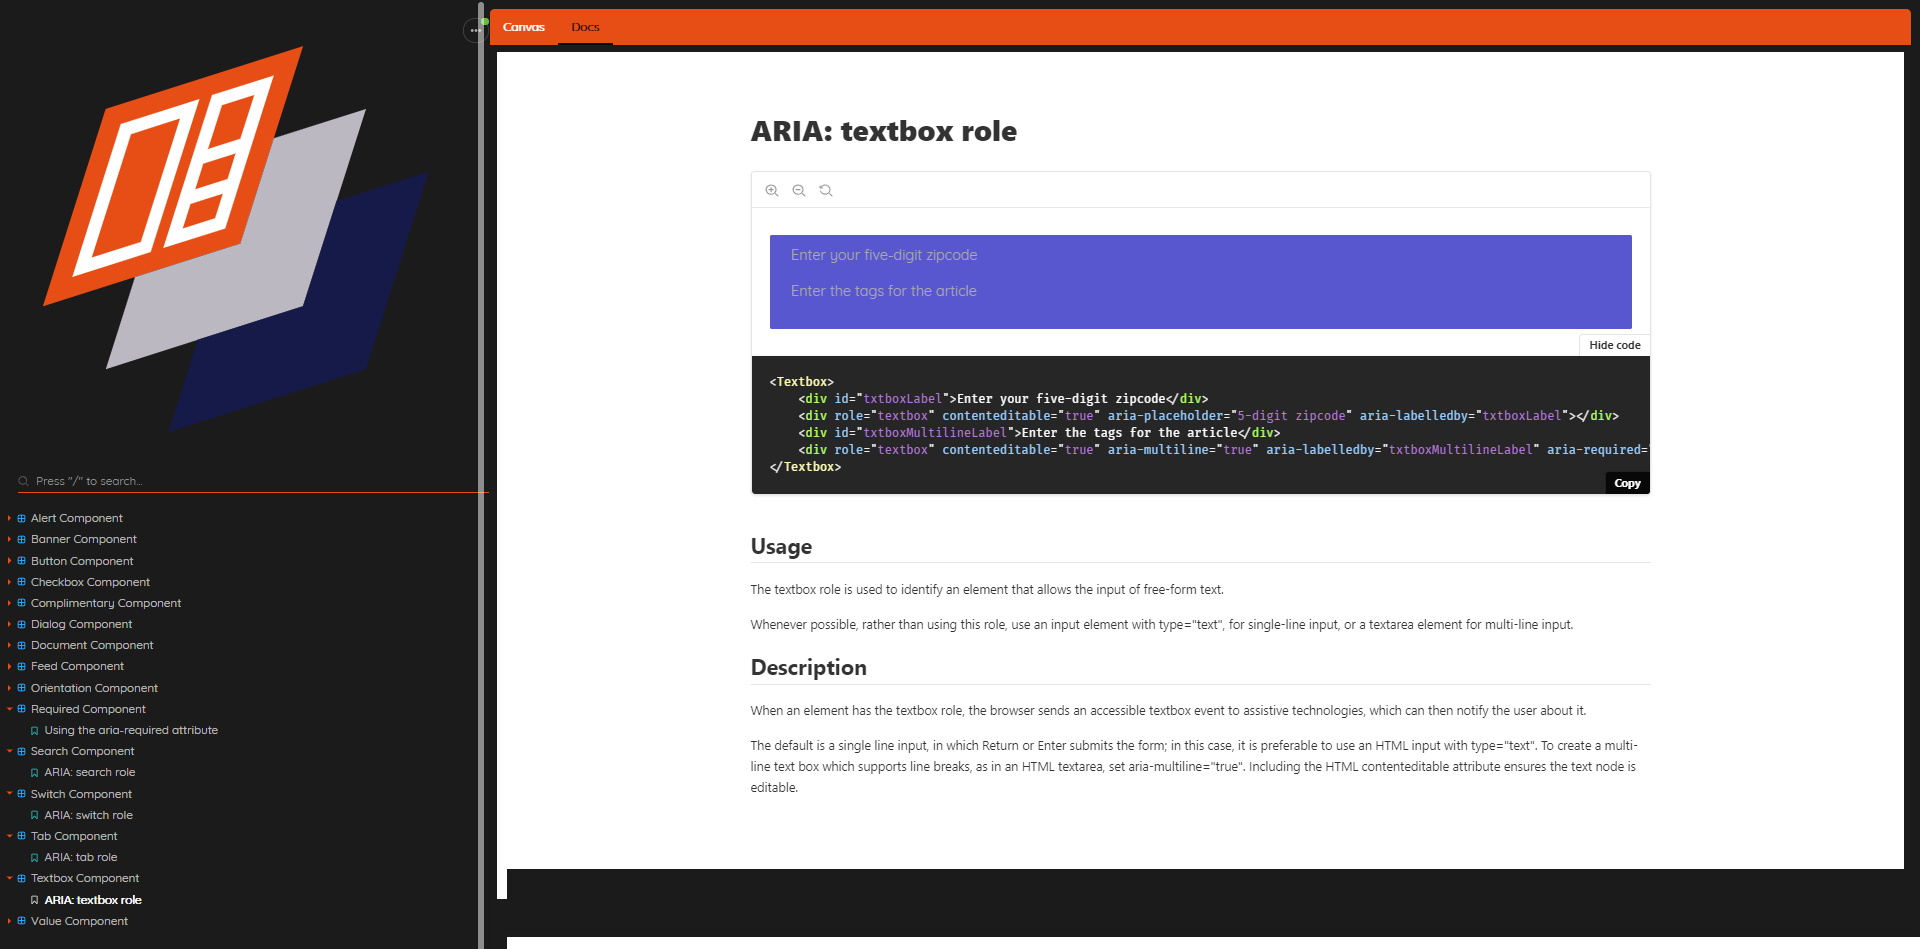 Canvas
Docs
Press "/" to search...
Alert Component
Banner Component
Button Component
Checkbox Component
Complimentary Component
Dialog Component
Document Component
Feed Component
Orientation Component
Required Component
Using the aria-required attribute
Search Component
ARIA: search role
Switch Component
ARIA: switch role
Tab Component
ARIA: tab role
Textbox Component
ARIA: textbox role
Value Component
ARIA: textbox role
Enter your five-digit zipcode
Enter the tags for the article
Hide code
<Textbox>
<div id="txtboxLabel">Enter your five-digit zipcode</div>
<div role="textbox" contenteditable="true" aria-placeholder="5-digit zipcode" aria-labelledby="txtboxLabel"></div>
<div id="txtboxMultilineLabel">Enter the tags for the article</div>
<div role="textbox" contenteditable="true" aria-multiline="true" aria-labelledby="txtboxMultilineLabel" aria-required="
</Textbox>
Copy
Usage
The textbox role is used to identify an element that allows the input of free-form text.
Whenever possible, rather than using this role, use an input element with type="text", for single-line input, or a textarea element for multi-line input.
Description
When an element has the textbox role, the browser sends an accessible textbox event to assistive technologies, which can then notify the user about it.
The default is a single line input, in which Return or Enter submits the form; in this case, it is preferable to use an HTML input with type="text". To create a multi-
line text box which supports line breaks, as in an HTML textarea, set aria-multiline="true". Including the HTML contenteditable attribute ensures the text node is
editable.